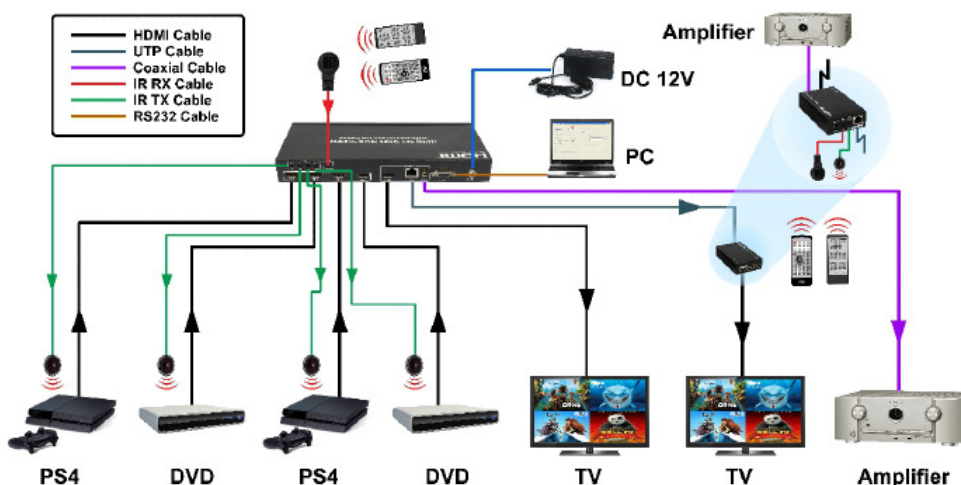 HDMI Cable
UTP Cable
Coaxial Cable
IR RX Cable
IR TX Cable
RS232 Cable
Amplifier
DC 12V
PC
PS4
DVD
PS4
DVD
TV
TV
Amplifier